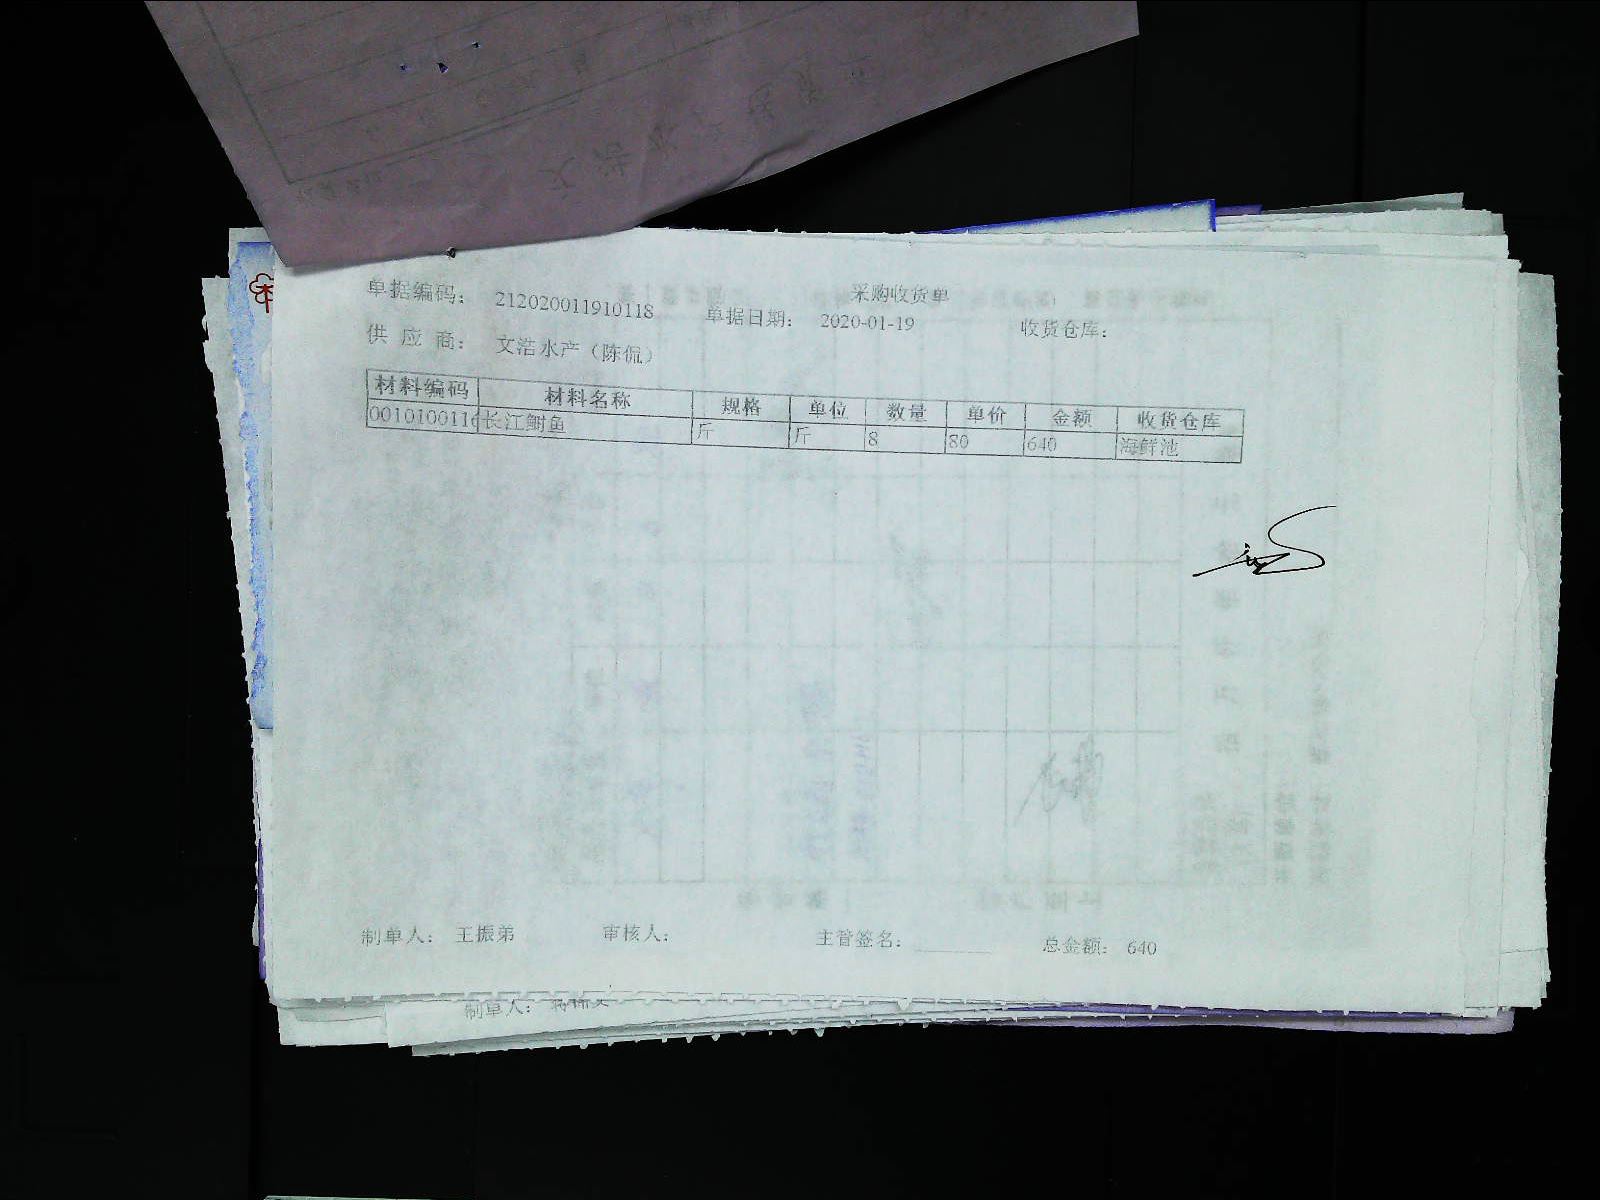 采购收货单
单据编码： 212020011910118 单据日期： 2020-01-19 收货仓库：
供 应 商： 文浩水产（陈侃）
材料编码 材料名称 规格 单位 数量 单价 金额 收货仓库
0010100116 长江鲥鱼 斤 斤 8 80 640 海鲜池
制单人： 王振弟 审核人： 主管签名： 总金额： 640
制单人：